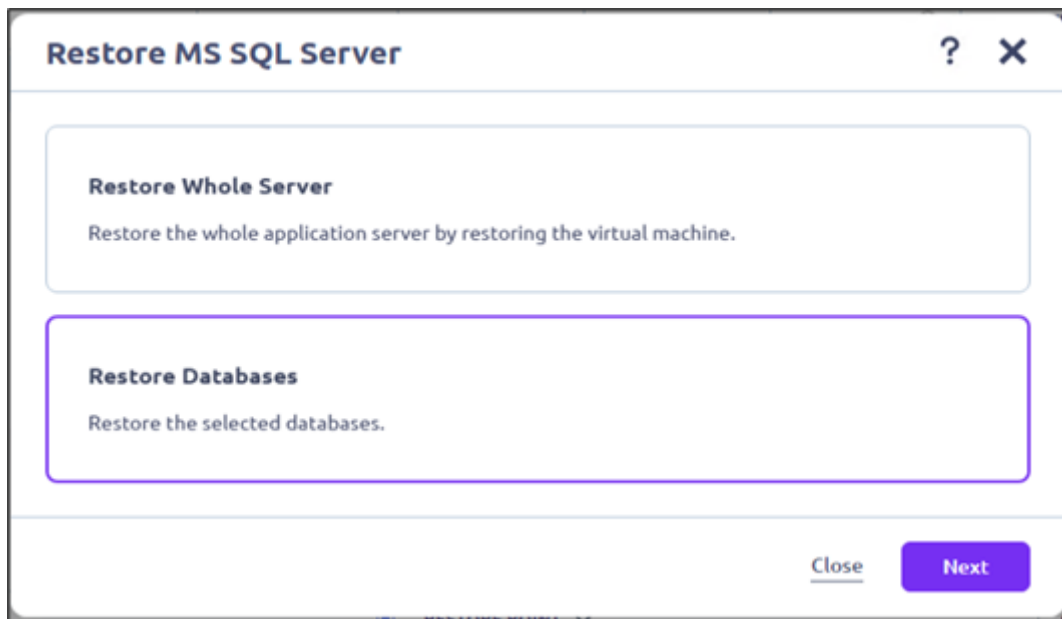 Restore MS SQL Server
?
Restore Whole Server
Restore the whole application server by restoring the virtual machine.
Restore Databases
Restore the selected databases.
Close
Next